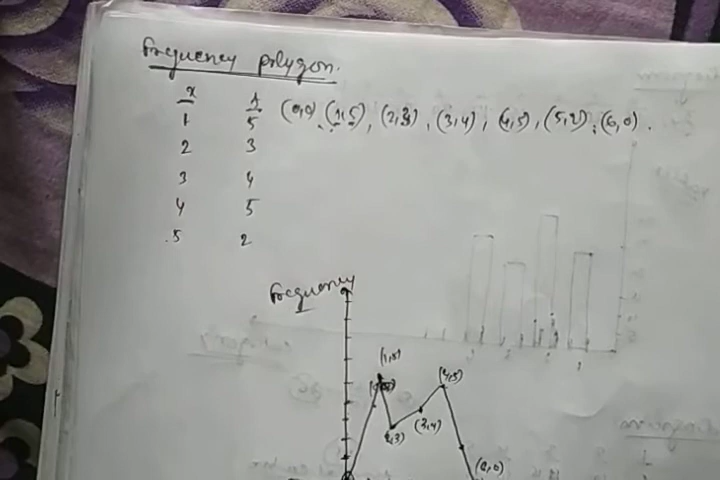 Frequency polygon.
x f
1 5 (0,0), (1,5), (2,3), (3,4), (4,5), (5,2), (6,0).
2 3
3 4
4 5
5 2
Frequency
(1,5)
(4,5)
(2,3)
(3,4)
(6,0)